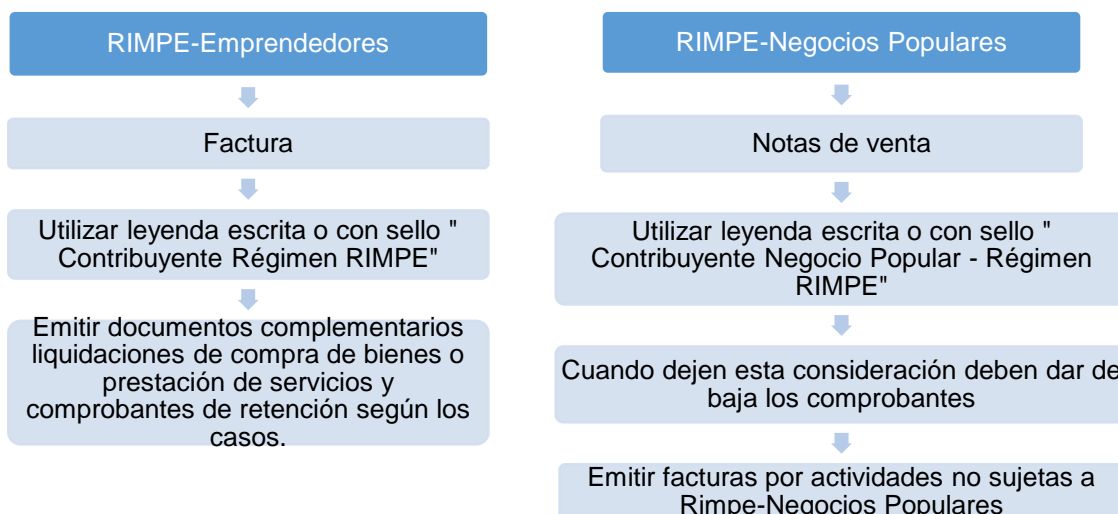 RIMPE-Emprendedores
Factura
Utilizar leyenda escrita o con sello "
Contribuyente Régimen RIMPE"
Emitir documentos complementarios
liquidaciones de compra de bienes o
prestación de servicios y
comprobantes de retención según los
casos.
RIMPE-Negocios Populares
Notas de venta
Utilizar leyenda escrita o con sello "
Contribuyente Negocio Popular - Régimen
RIMPE"
Cuando dejen esta consideración deben dar de
baja los comprobantes
Emitir facturas por actividades no sujetas a
Rimpe-Negocios Populares